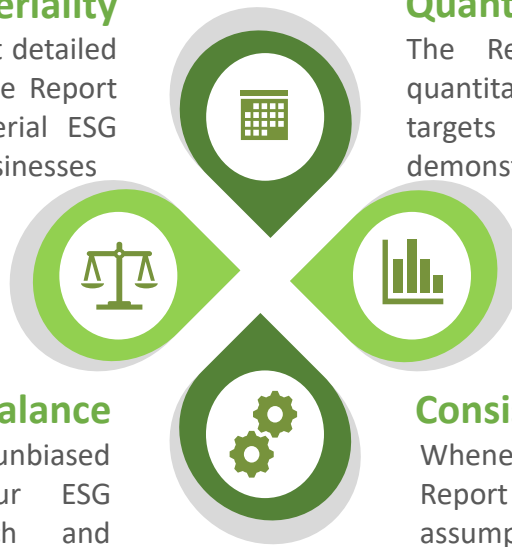 eriality
t detailed
e Report
erial ESG
sinesses
Quant
The Re
quantita
targets
demonst
alance
unbiased
ur ESG
h and
Consi
Whene
Report
assump